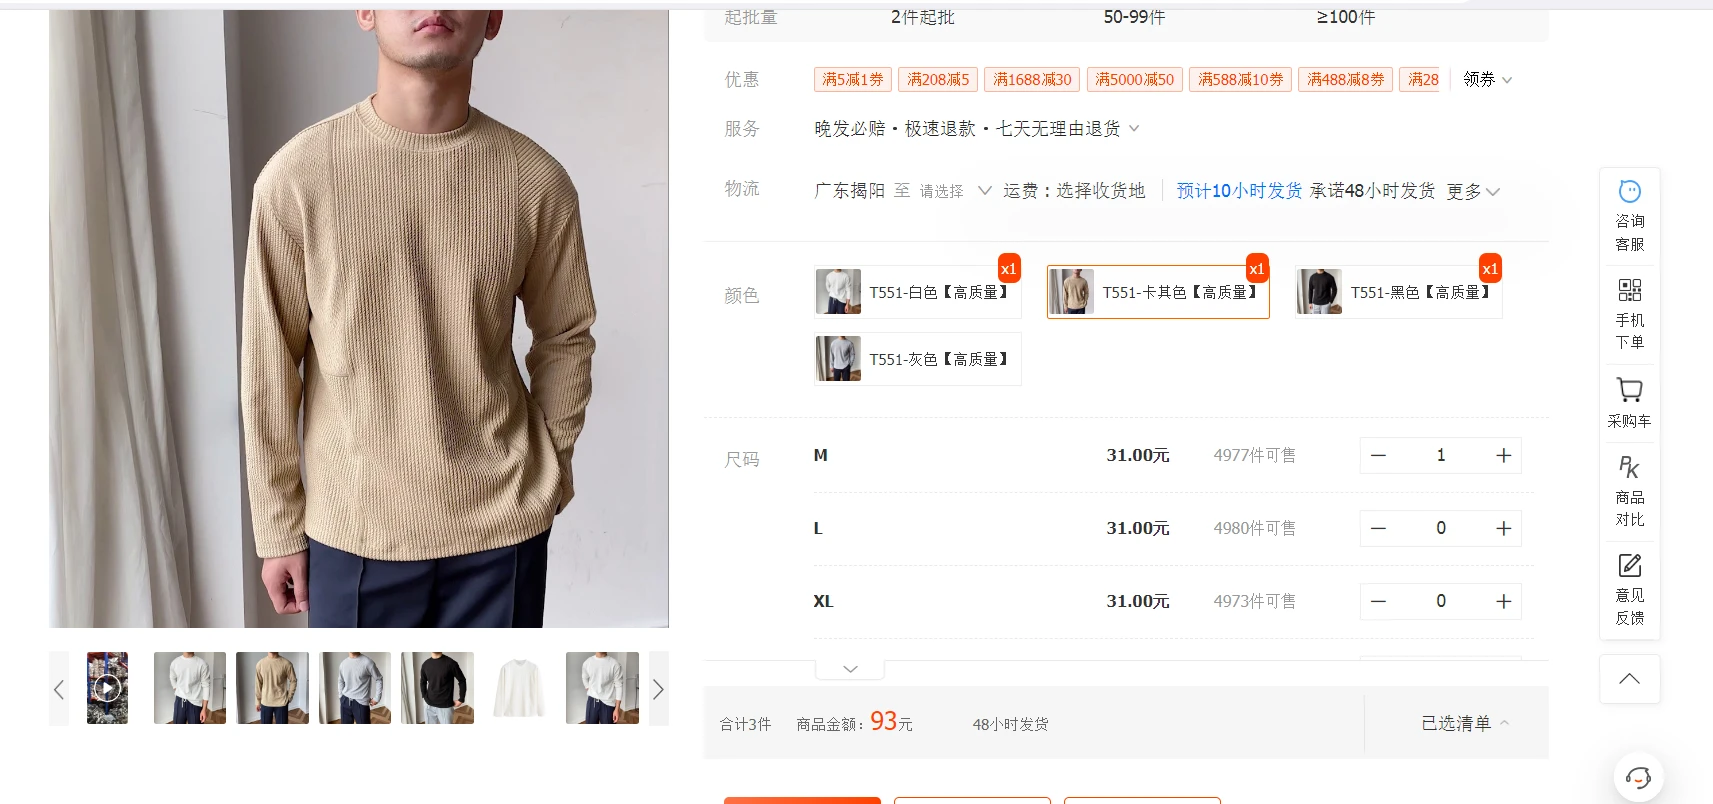 起批量 2件起批 50-99件 ≥100件
优惠 满5减1券 满208减5 满1688减30 满5000减50 满588减10券 满488减8券 满28 领券
服务 晚发必赔·极速退款·七天无理由退货
物流 广东揭阳 至 请选择 运费：选择收货地 预计10小时发货 承诺48小时发货 更多
颜色 T551-白色【高质量】 x1 T551-卡其色【高质量】 x1 T551-黑色【高质量】 x1
T551-灰色【高质量】
尺码 M 31.00元 4977件可售 1
L 31.00元 4980件可售 0
XL 31.00元 4973件可售 0
合计3件 商品金额：93元 48小时发货 已选清单
咨询
客服
手机
下单
采购车
PK
商品
对比
意见
反馈